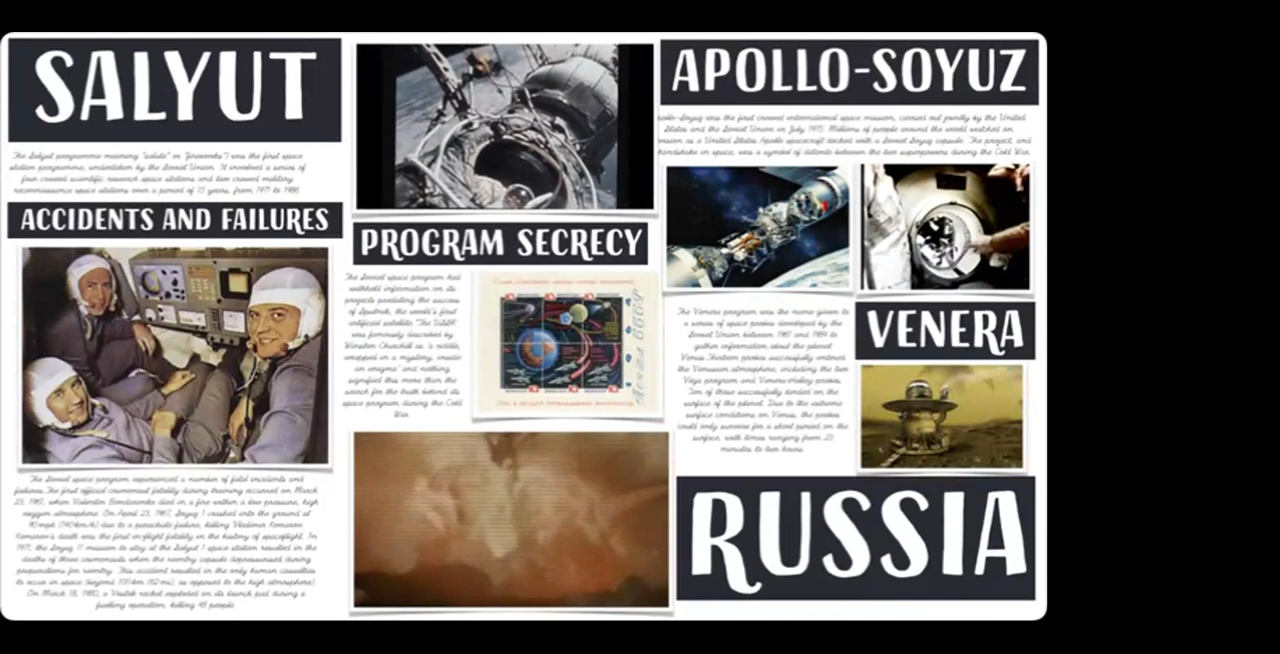 SALYUT
The Salyut programme meaning "salute" or "fireworks") was the first space
station programme, undertaken by the Soviet Union. It involved a series of
four crewed scientific research space stations and two crewed military
reconnaissance space stations over a period of 15 years, from 1971 to 1986.
ACCIDENTS AND FAILURES
The Soviet space program experienced a number of fatal incidents and
failures.The first official cosmonaut fatality during training occurred on March
23, 1961, when Valentin Bondarenko died in a fire within a low pressure, high
oxygen atmosphere. On April 23, 1967, Soyuz 1 crashed into the ground at
90 mph (140 km/h) due to a parachute failure, killing Vladimir Komarov.
Komarov's death was the first in-flight fatality in the history of spaceflight. In
1971, the Soyuz 11 mission to stay at the Salyut 1 space station resulted in the
deaths of three cosmonauts when the reentry capsule depressurised during
preparations for reentry. This accident resulted in the only human casualties
to occur in space (beyond 100 km (62 mi), as opposed to the high atmosphere).
On March 18, 1980, a Vostok rocket exploded on its launch pad during a
fueling operation, killing 48 people.
PROGRAM SECRECY
The Soviet space program had
withheld information on its
projects predating the success
of Sputnik, the world's first
artificial satellite. "The USSR
was famously described by
Winston Churchill as 'a riddle,
wrapped in a mystery, inside
an enigma' and nothing
signified this more than the
search for the truth behind its
space program during the Cold
War.
APOLLO-SOYUZ
Apollo-Soyuz was the first crewed international space mission, carried out jointly by the United
States and the Soviet Union in July 1975. Millions of people around the world watched on
as a United States Apollo spacecraft docked with a Soviet Soyuz capsule. The project, and
handshake in space, was a symbol of détente between the two superpowers during the Cold War.
The Venera program was the name given to
a series of space probes developed by the
Soviet Union between 1961 and 1984 to
gather information about the planet
Venus.Thirteen probes successfully entered
the Venusian atmosphere, including the two
Vega program and Venera-Halley probes.
Ten of those successfully landed on the
surface of the planet. Due to the extreme
surface conditions on Venus, the probes
could only survive for a short period on the
surface, with times ranging from 23
minutes to two hours.
VENERA
RUSSIA